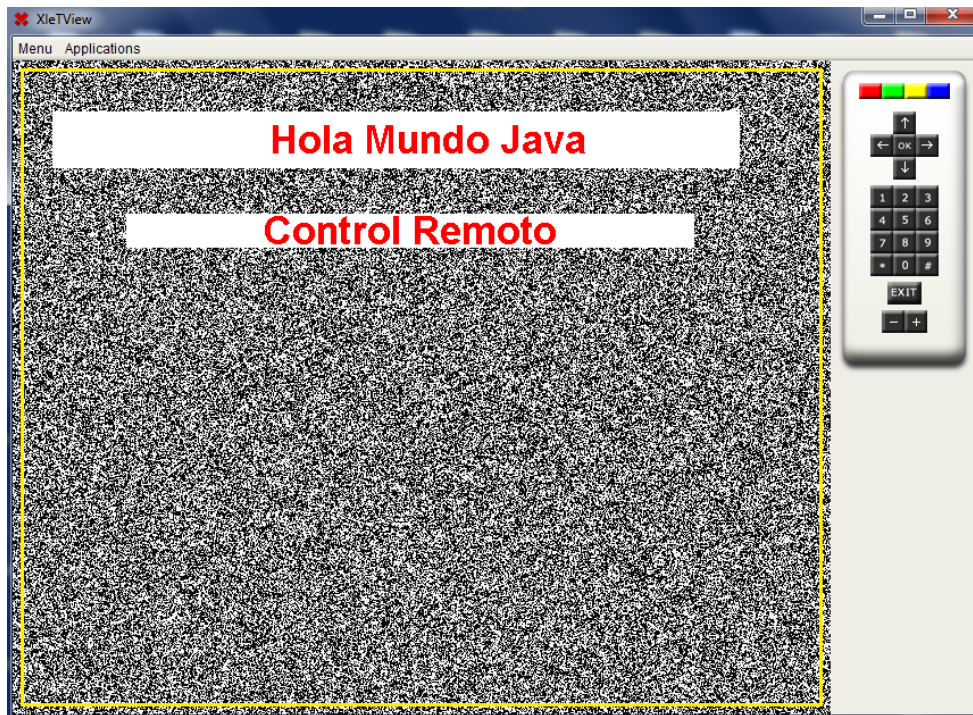 XleTView
Menu Applications
Hola Mundo Java
Control Remoto
OK
1 2 3
4 5 6
7 8 9
* 0 #
EXIT
- +